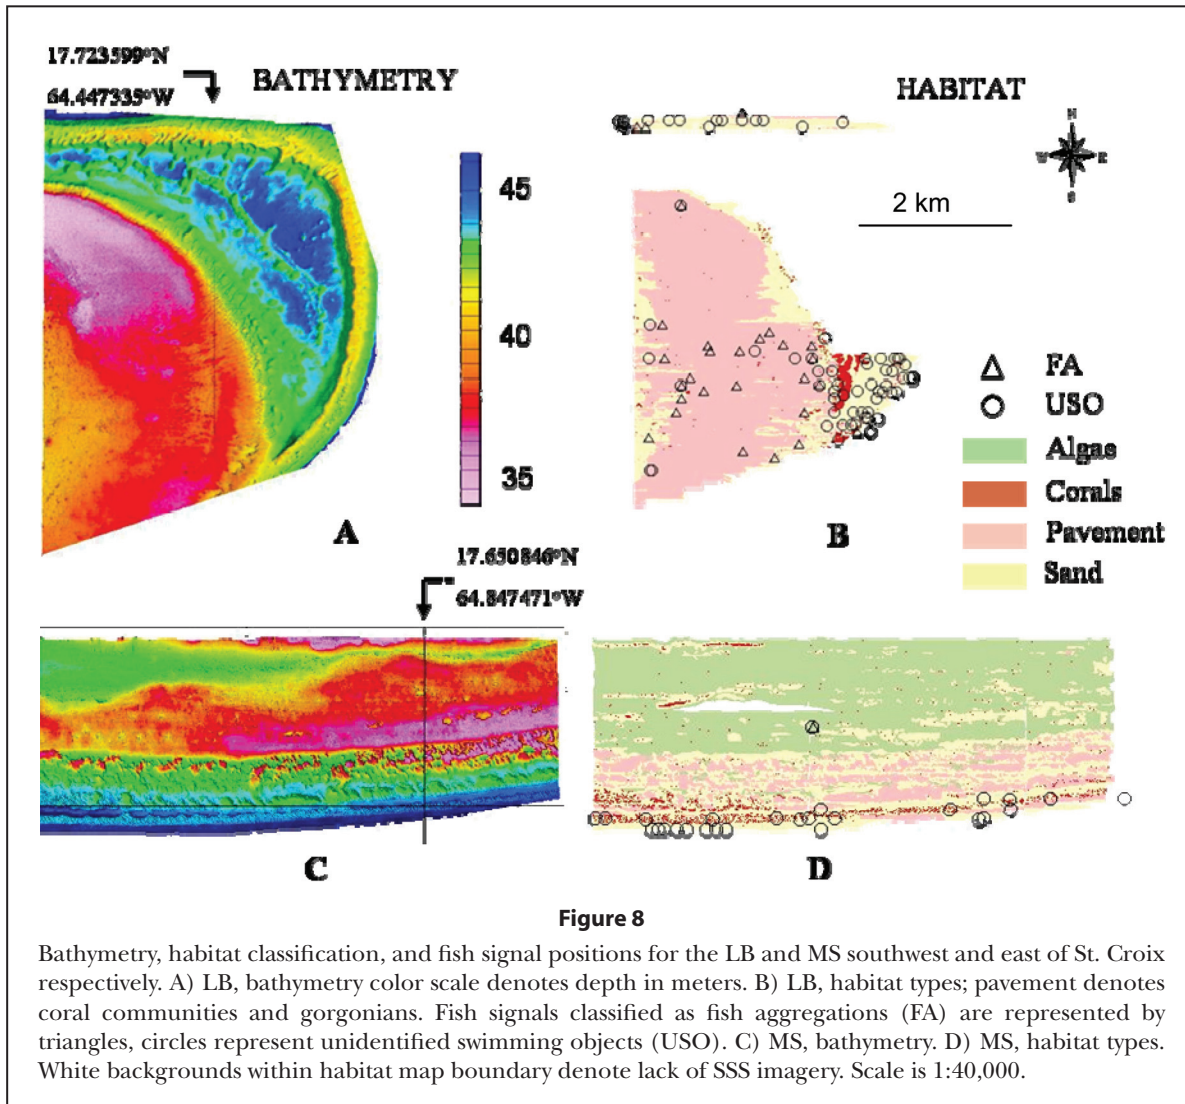 17.723599°N
64.447335°W
BATHYMETRY
HABITAT
N
W E
S
45
40
35
2 km
FA
USO
Algae
Corals
Pavement
Sand
A
B
17.650846°N
64.847471°W
C
D
Figure 8
Bathymetry, habitat classification, and fish signal positions for the LB and MS southwest and east of St. Croix
respectively. A) LB, bathymetry color scale denotes depth in meters. B) LB, habitat types; pavement denotes
coral communities and gorgonians. Fish signals classified as fish aggregations (FA) are represented by
triangles, circles represent unidentified swimming objects (USO). C) MS, bathymetry. D) MS, habitat types.
White backgrounds within habitat map boundary denote lack of SSS imagery. Scale is 1:40,000.